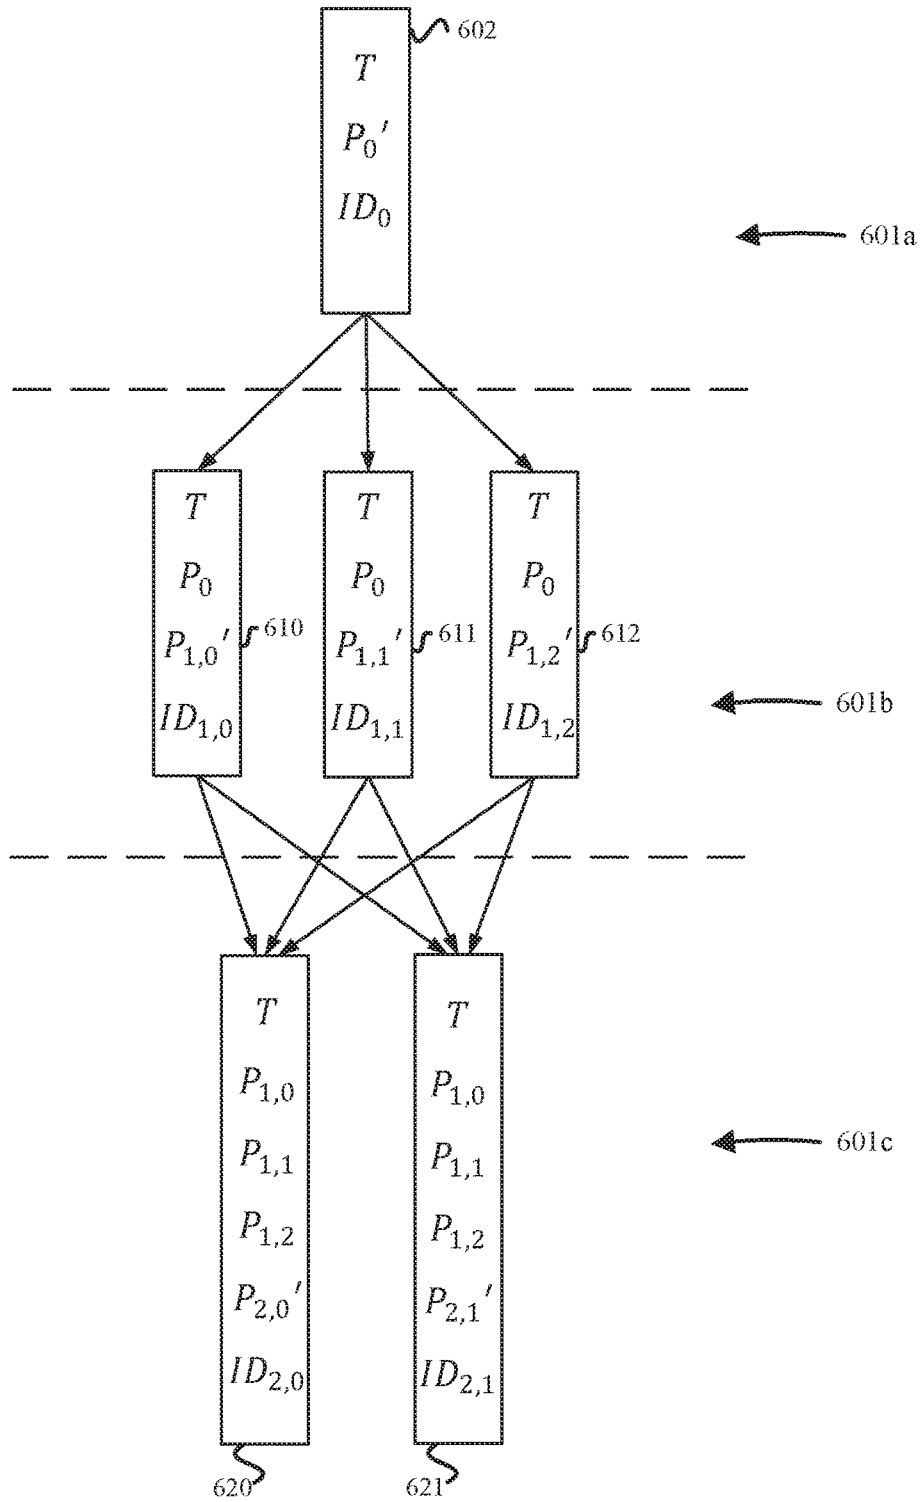 602
T
P₀′
ID₀
601a
T T T
P₀ P₀ P₀
P₁,₀′ 610 P₁,₁′ 611 P₁,₂′ 612
ID₁,₀ ID₁,₁ ID₁,₂
601b
T T
P₁,₀ P₁,₀
P₁,₁ P₁,₁
601c
P₁,₂ P₁,₂
P₂,₀′ P₂,₁′
ID₂,₀ ID₂,₁
620 621